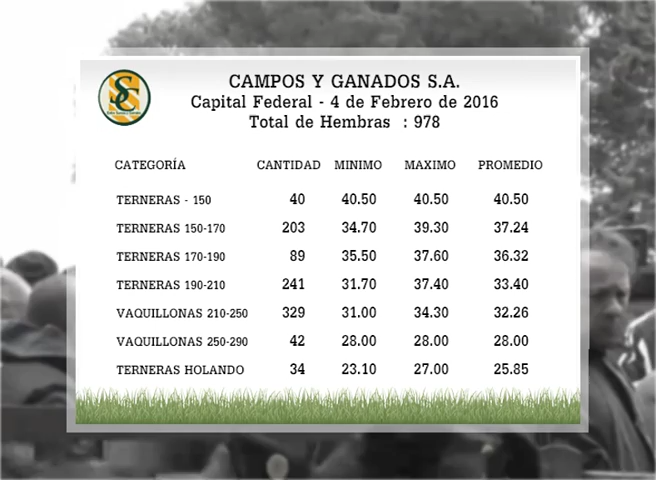 SC
CAMPOS Y GANADOS S.A.
Capital Federal - 4 de Febrero de 2016
Total de Hembras : 978
CATEGORÍA CANTIDAD MINIMO MAXIMO PROMEDIO
TERNERAS - 150 40 40.50 40.50 40.50
TERNERAS 150-170 203 34.70 39.30 37.24
TERNERAS 170-190 89 35.50 37.60 36.32
TERNERAS 190-210 241 31.70 37.40 33.40
VAQUILLONAS 210-250 329 31.00 34.30 32.26
VAQUILLONAS 250-290 42 28.00 28.00 28.00
TERNERAS HOLANDO 34 23.10 27.00 25.85